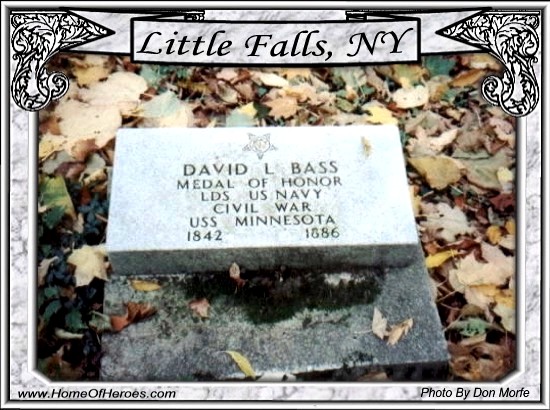 Little Falls, NY
DAVID L BASS
MEDAL OF HONOR
LDS US NAVY
CIVIL WAR
USS MINNESOTA
1842 1886
www.HomeOfHeroes.com
Photo By Don Morfe